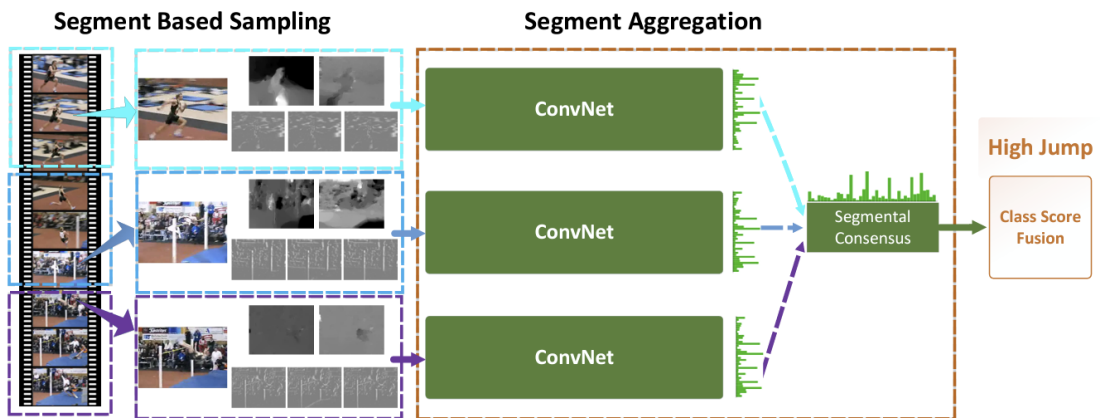 Segment Based Sampling
Segment Aggregation
ConvNet
ConvNet
ConvNet
Segmental
Consensus
High Jump
Class Score
Fusion